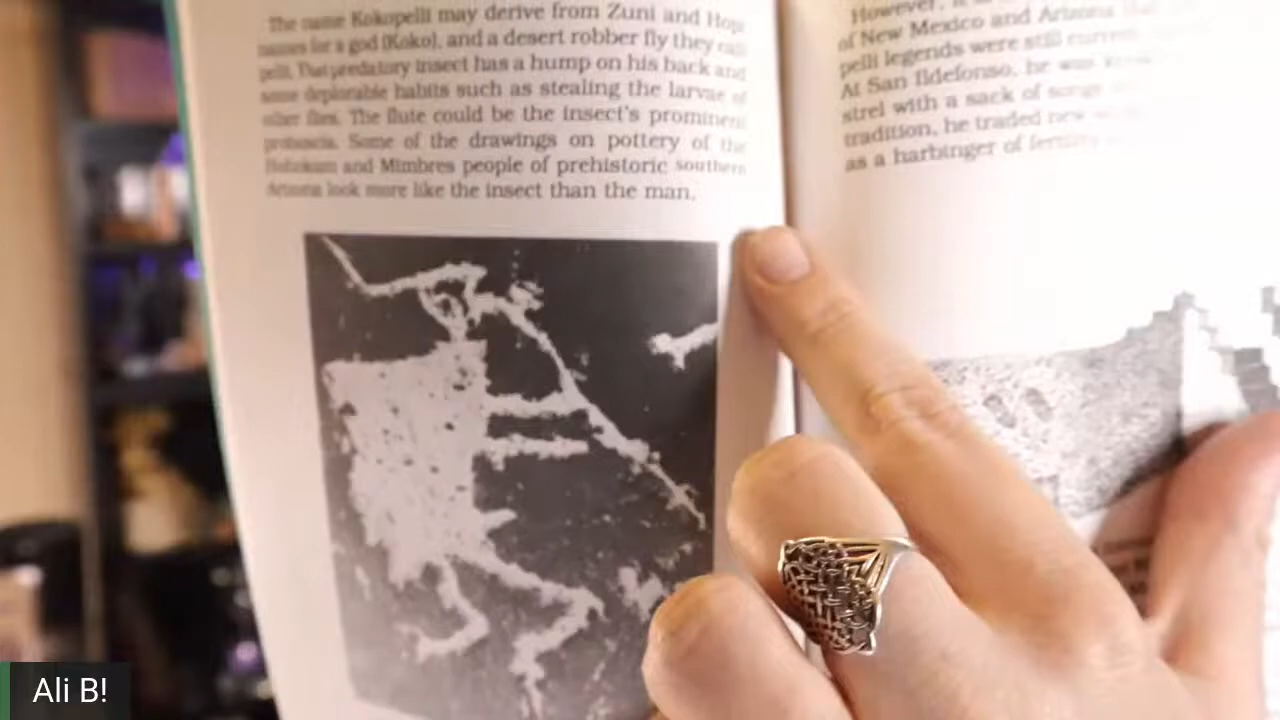 The name Kokopelli may derive from Zuni and Hopi
names for a god (Koko), and a desert robber fly they call
pelli. That predatory insect has a hump on his back and
some deplorable habits such as stealing the larvae of
other flies. The flute could be the insect's prominent
proboscis. Some of the drawings on pottery of the
Hohokam and Mimbres people of prehistoric southern
Arizona look more like the insect than the man.
However, it
of New Mexico and Arizona
pelli legends were still current
At San Ildefonso, he was
strel with a sack of songs
tradition, he traded new
as a harbinger of fertility
Ali B!